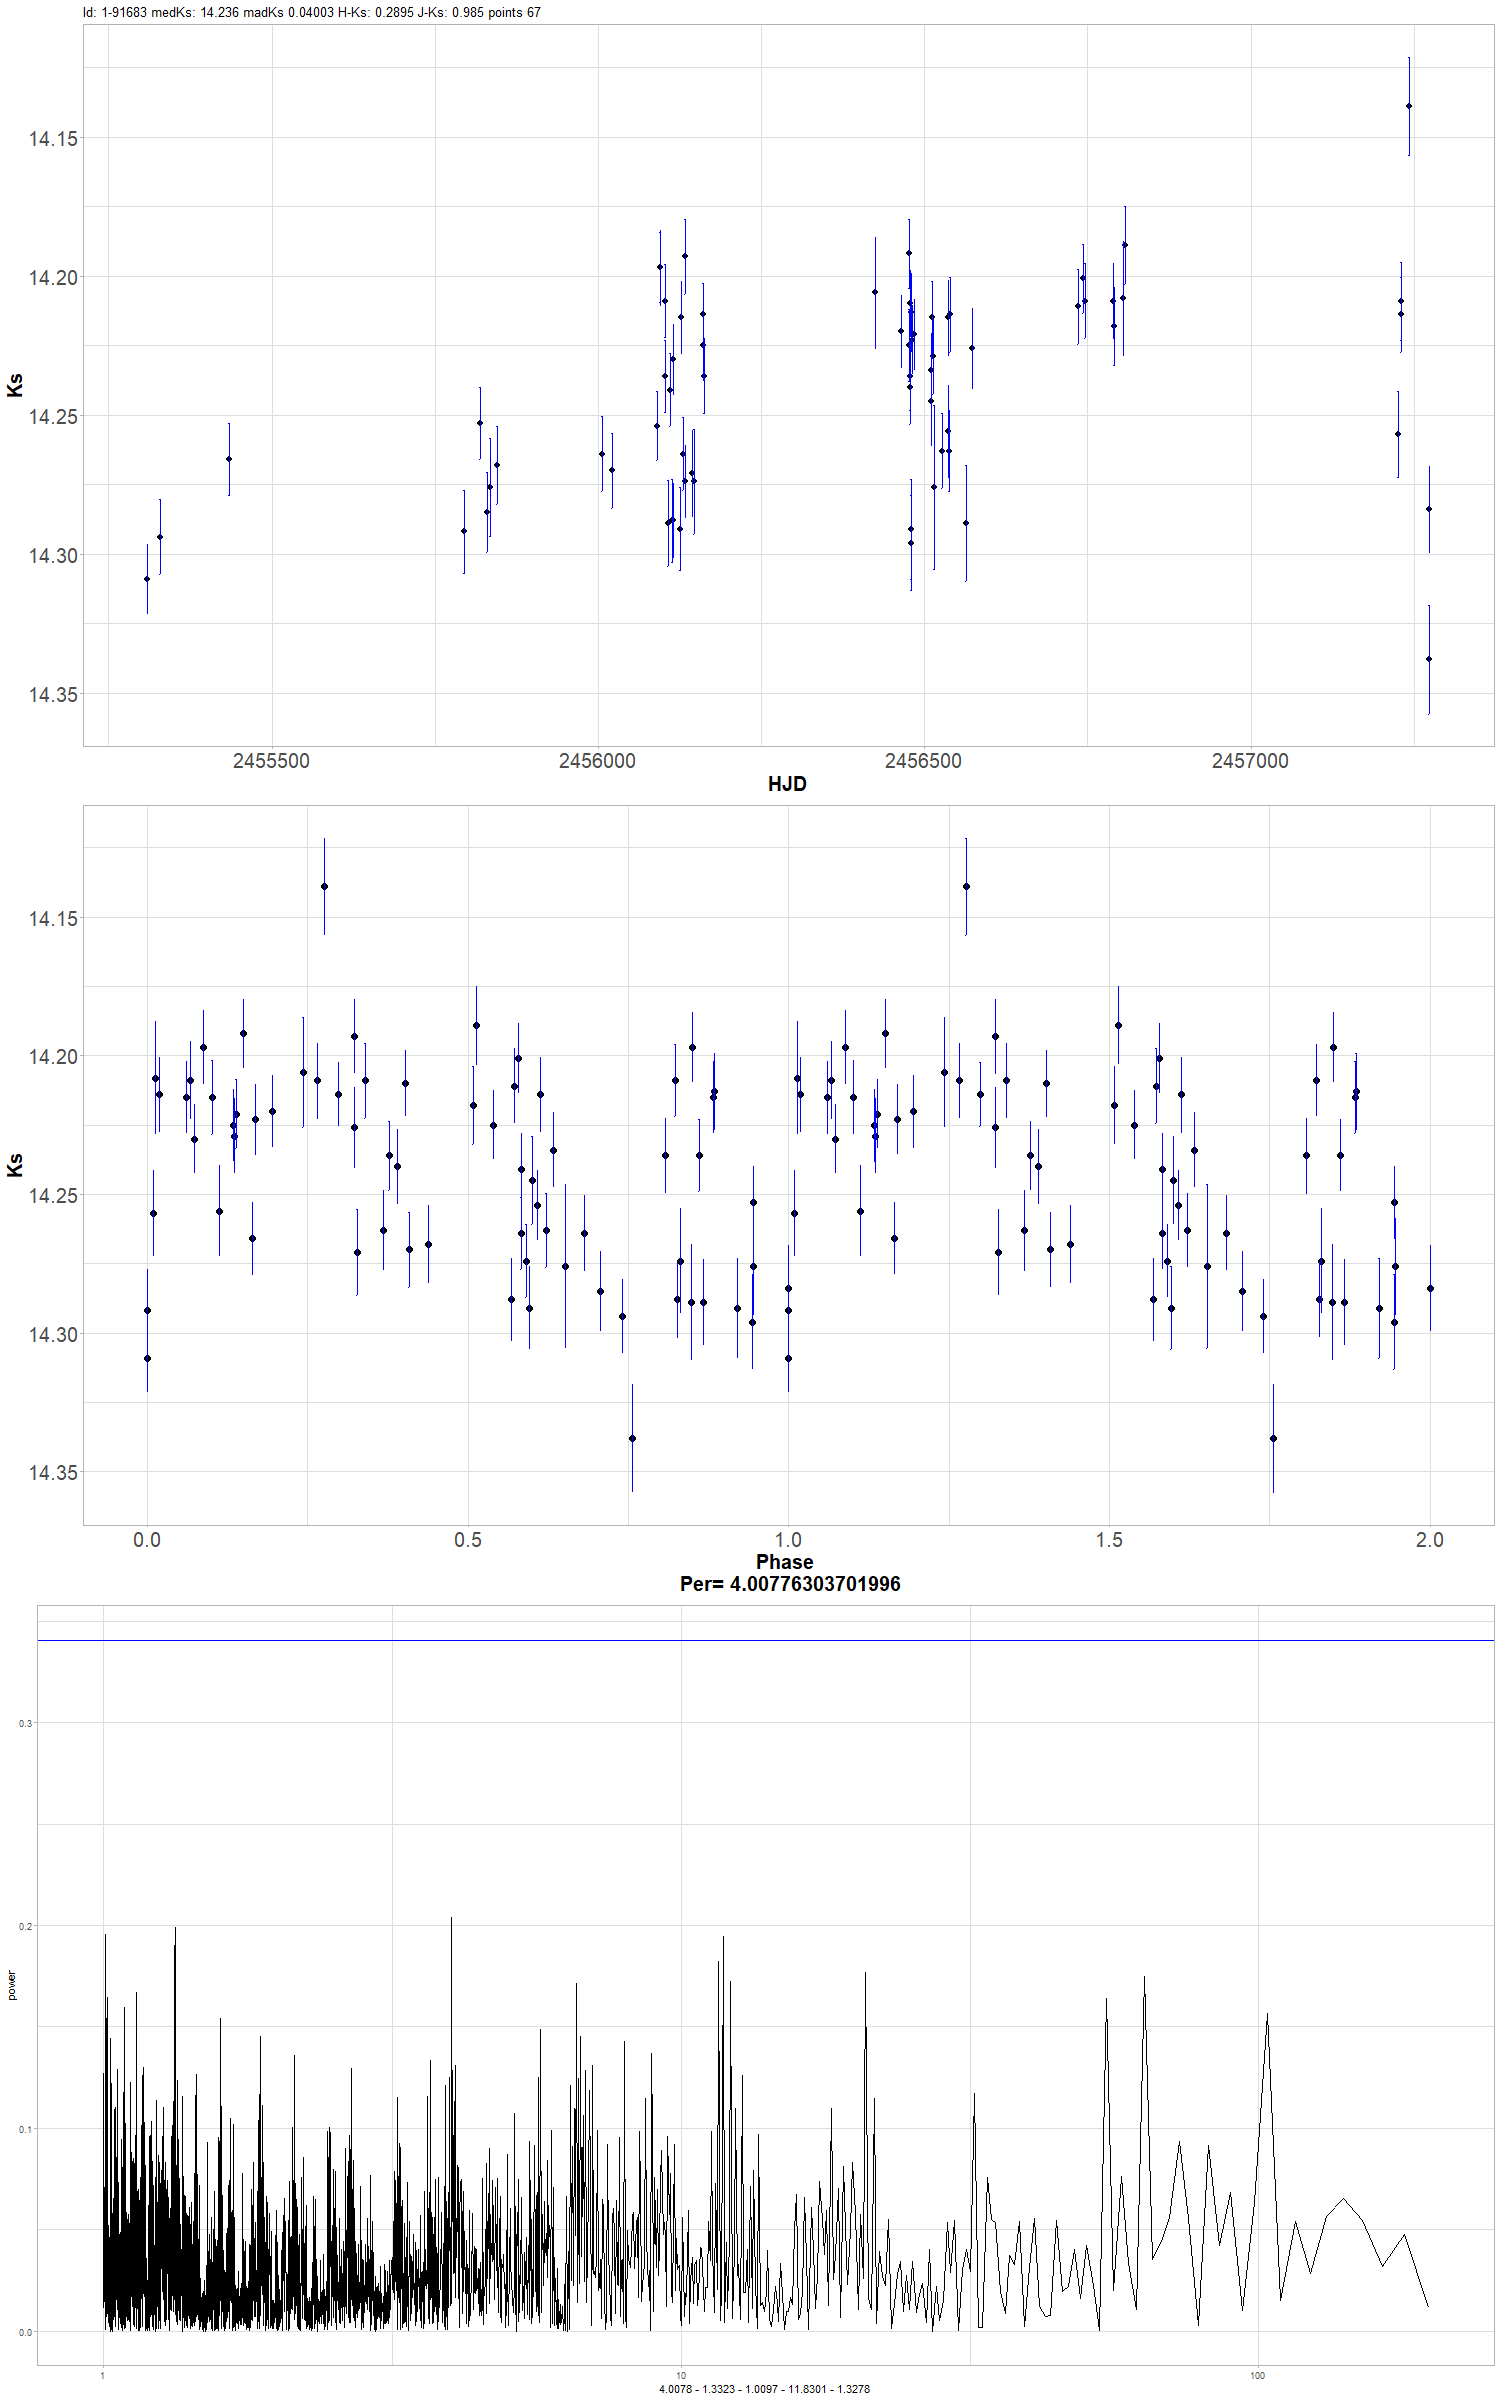 Id: 1-91683 medKs: 14.236 madKs 0.04003 H-Ks: 0.2895 J-Ks: 0.985 points 67
14.15
14.20
14.25
14.30
14.35
Ks
2455500 2456000 2456500 2457000
HJD
14.15
14.20
14.25
14.30
14.35
Ks
0.0 0.5 1.0 1.5 2.0
Phase
Per= 4.00776303701996
0.3
0.2
0.1
0.0
power
1 10 100
4.0078 - 1.3323 - 1.0097 - 11.8301 - 1.3278